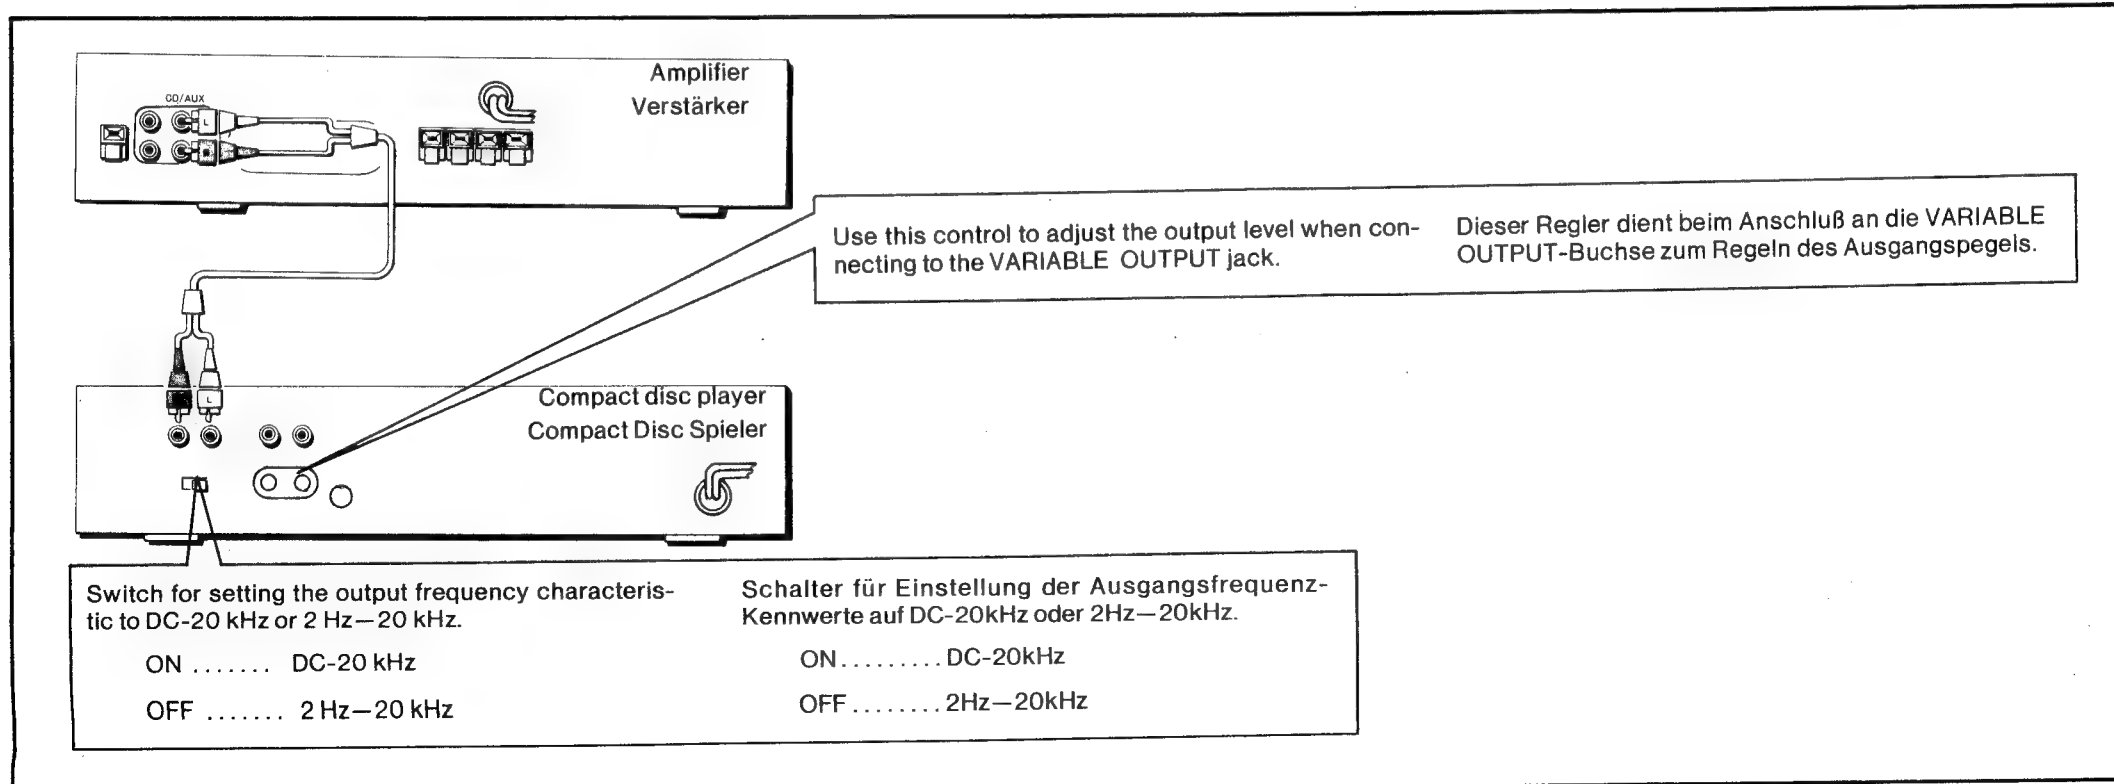 Amplifier
Verstärker
CD/AUX
L
Use this control to adjust the output level when con-
necting to the VARIABLE OUTPUT jack.
Dieser Regler dient beim Anschluß an die VARIABLE
OUTPUT-Buchse zum Regeln des Ausgangspegels.
L
Compact disc player
Compact Disc Spieler
Switch for setting the output frequency characteris-
tic to DC-20 kHz or 2 Hz—20 kHz.
ON ....... DC-20 kHz
OFF ....... 2 Hz—20 kHz
Schalter für Einstellung der Ausgangsfrequenz-
Kennwerte auf DC-20kHz oder 2Hz—20kHz.
ON......... DC-20kHz
OFF........ 2Hz—20kHz